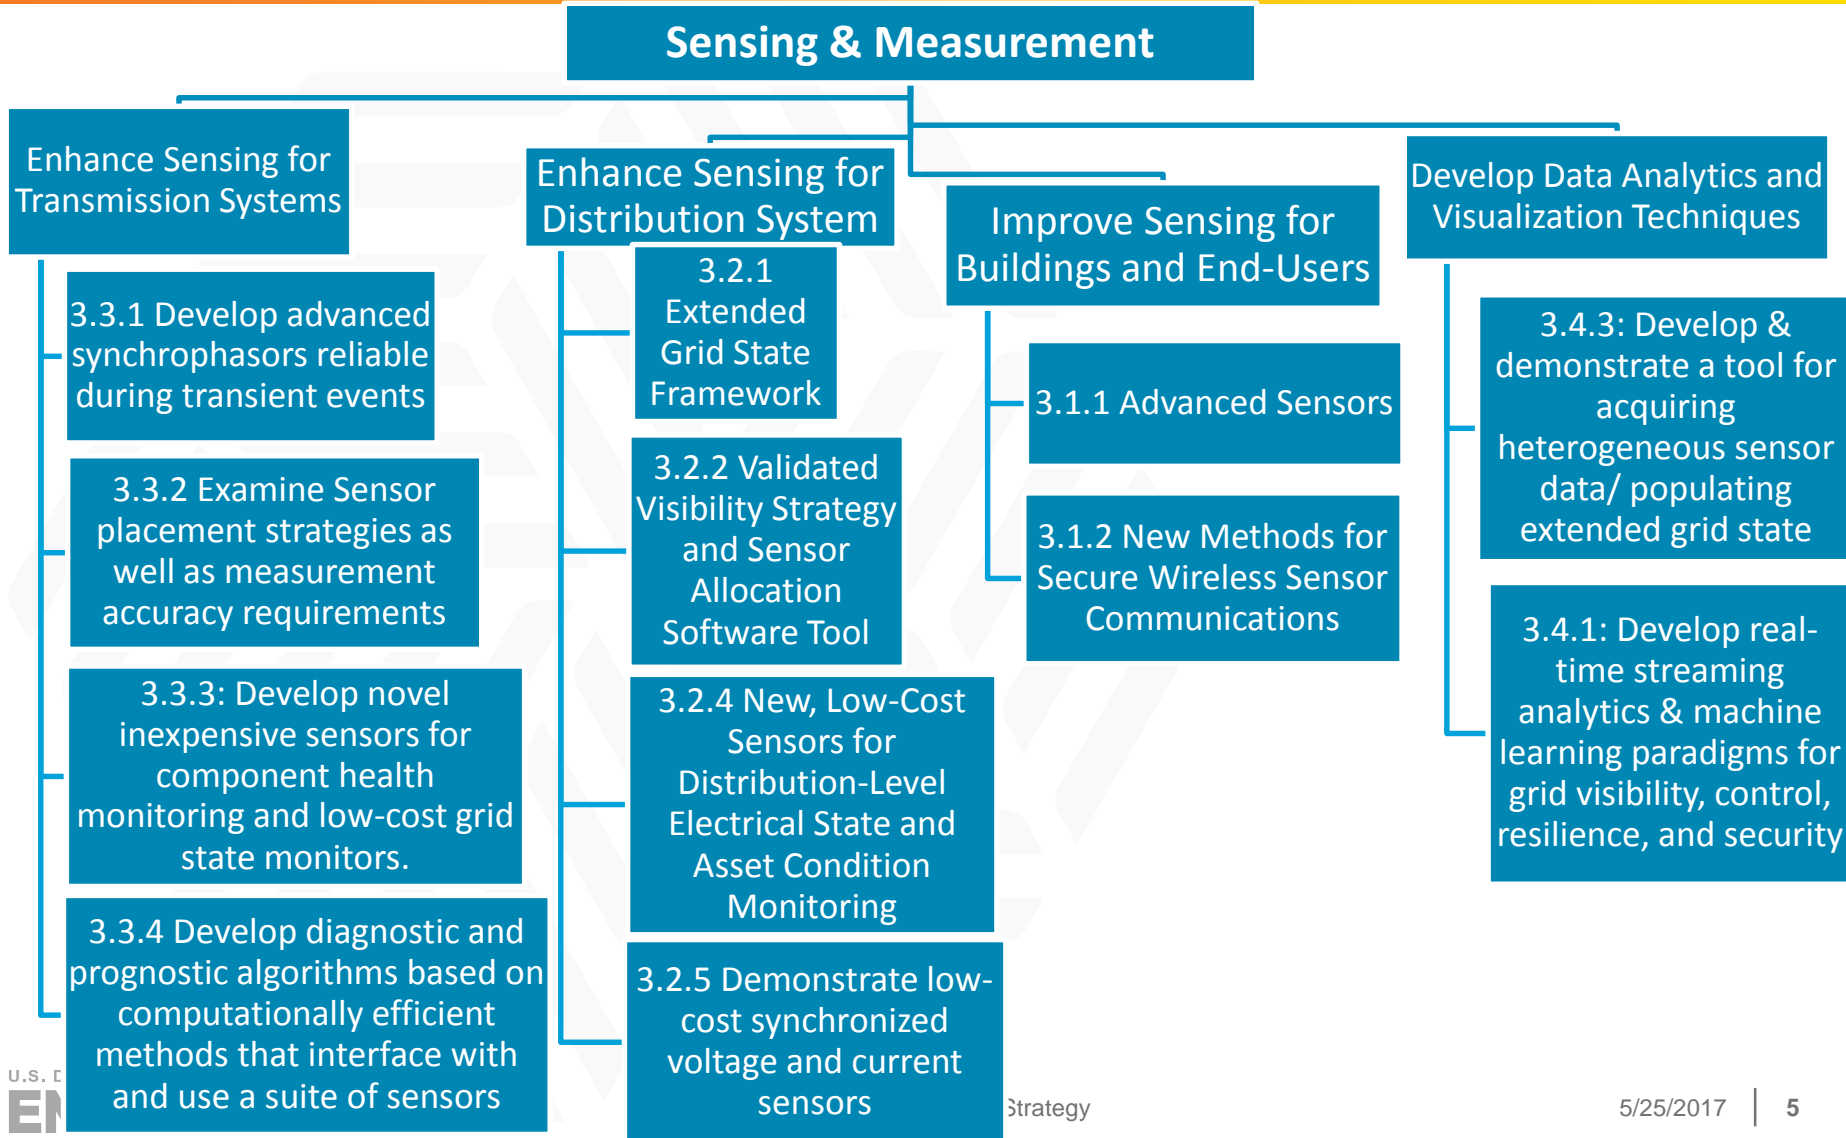 Sensing & Measurement
Enhance Sensing for
Transmission Systems
3.3.1 Develop advanced
synchrophasors reliable
during transient events
3.3.2 Examine Sensor
placement strategies as
well as measurement
accuracy requirements
3.3.3: Develop novel
inexpensive sensors for
component health
monitoring and low-cost grid
state monitors.
3.3.4 Develop diagnostic and
prognostic algorithms based on
computationally efficient
methods that interface with
and use a suite of sensors
Enhance Sensing for
Distribution System
3.2.1
Extended
Grid State
Framework
3.2.2 Validated
Visibility Strategy
and Sensor
Allocation
Software Tool
3.2.4 New, Low-Cost
Sensors for
Distribution-Level
Electrical State and
Asset Condition
Monitoring
3.2.5 Demonstrate low-
cost synchronized
voltage and current
sensors
Improve Sensing for
Buildings and End-Users
3.1.1 Advanced Sensors
3.1.2 New Methods for
Secure Wireless Sensor
Communications
Develop Data Analytics and
Visualization Techniques
3.4.3: Develop &
demonstrate a tool for
acquiring
heterogeneous sensor
data/ populating
extended grid state
3.4.1: Develop real-
time streaming
analytics & machine
learning paradigms for
grid visibility, control,
resilience, and security
U.S.
Strategy
5/25/2017
5